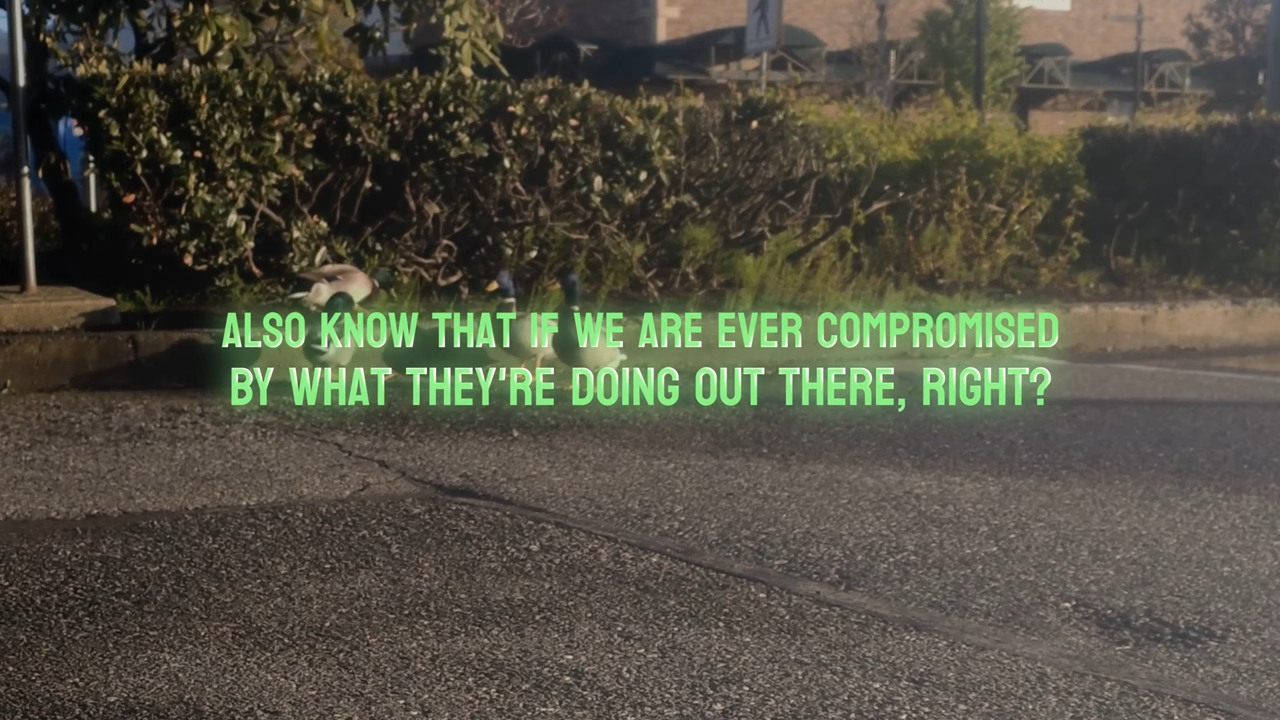 ALSO KNOW THAT IF WE ARE EVER COMPROMISED
BY WHAT THEY'RE DOING OUT THERE, RIGHT?